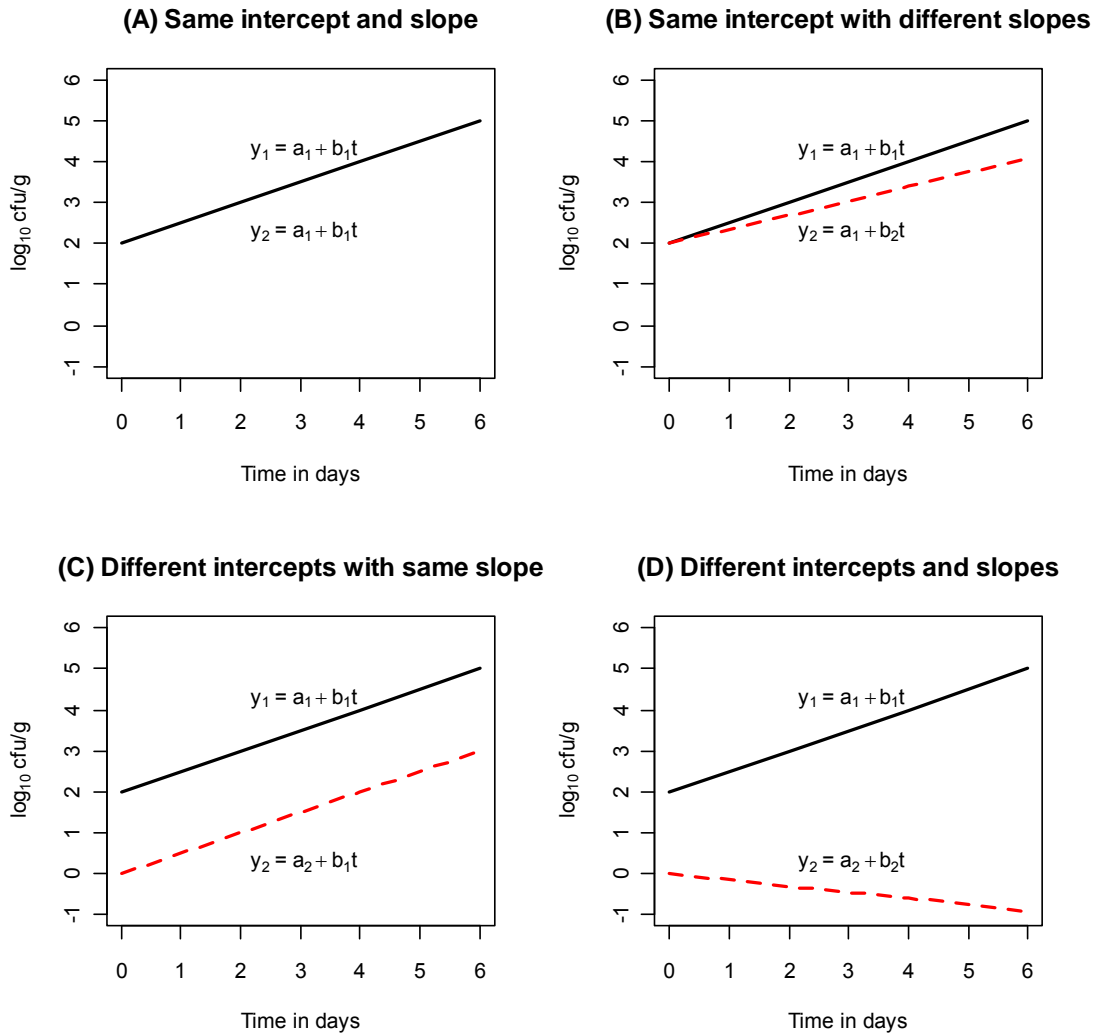 (A) Same intercept and slope
log₁₀ cfu/g
6
5
4
3
2
1
0
-1
y₁ = a₁ + b₁t
y₂ = a₁ + b₁t
0 1 2 3 4 5 6
Time in days
(B) Same intercept with different slopes
log₁₀ cfu/g
6
5
4
3
2
1
0
-1
y₁ = a₁ + b₁t
y₂ = a₁ + b₂t
0 1 2 3 4 5 6
Time in days
(C) Different intercepts with same slope
log₁₀ cfu/g
6
5
4
3
2
1
0
-1
y₁ = a₁ + b₁t
y₂ = a₂ + b₁t
0 1 2 3 4 5 6
Time in days
(D) Different intercepts and slopes
log₁₀ cfu/g
6
5
4
3
2
1
0
-1
y₁ = a₁ + b₁t
y₂ = a₂ + b₂t
0 1 2 3 4 5 6
Time in days